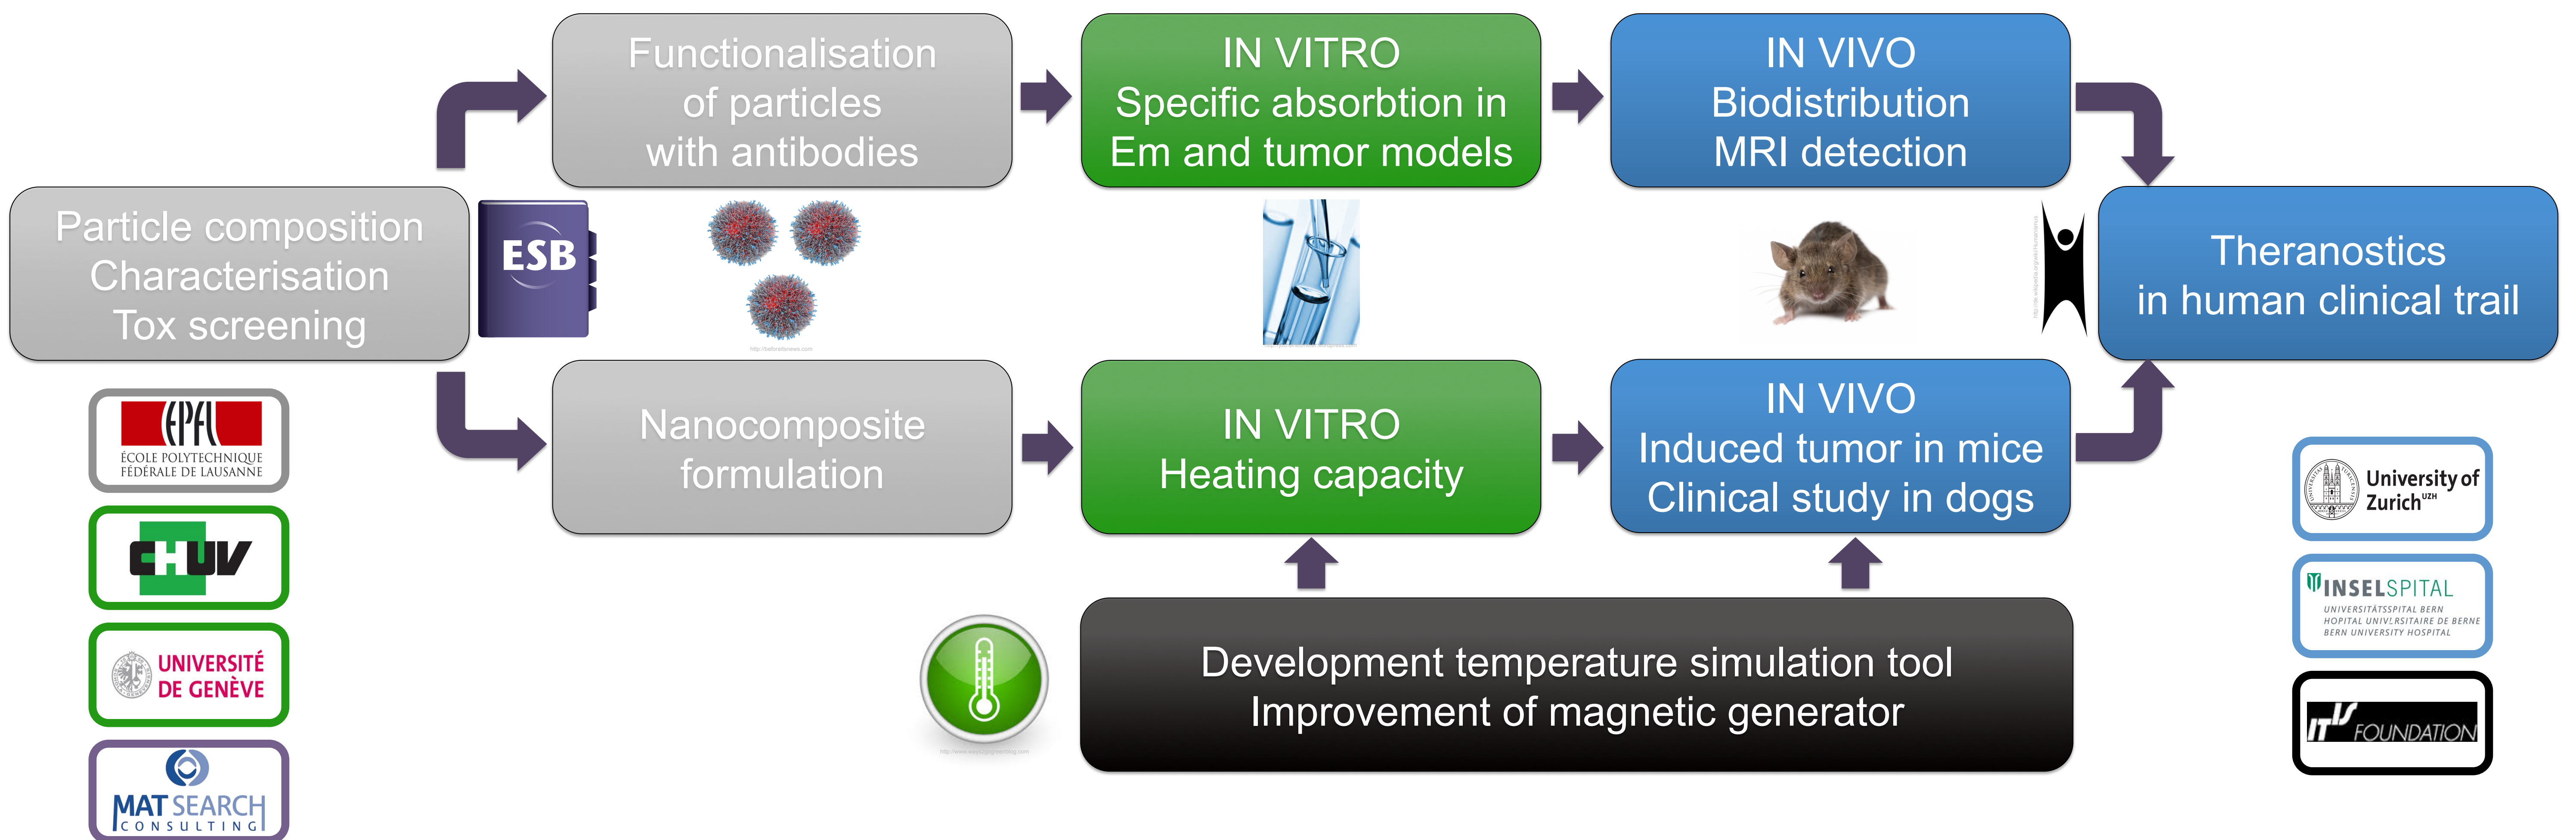 Functionalisation
of particles
with antibodies
IN VITRO
Specific absorbtion in
Em and tumor models
IN VIVO
Biodistribution
MRI detection
Particle composition
Characterisation
Tox screening
ESB
Theranostics
in human clinical trail
Nanocomposite
formulation
IN VITRO
Heating capacity
IN VIVO
Induced tumor in mice
Clinical study in dogs
Development temperature simulation tool
Improvement of magnetic generator
EPFL
ÉCOLE POLYTECHNIQUE
FÉDÉRALE DE LAUSANNE
CHUV
UNIVERSITÉ
DE GENÈVE
MAT SEARCH
CONSULTING
University of
Zurich UZH
INSELSPITAL
UNIVERSITÄTSSPITAL BERN
HOPITAL UNIVERSITAIRE DE BERNE
BERN UNIVERSITY HOSPITAL
IT'IS FOUNDATION